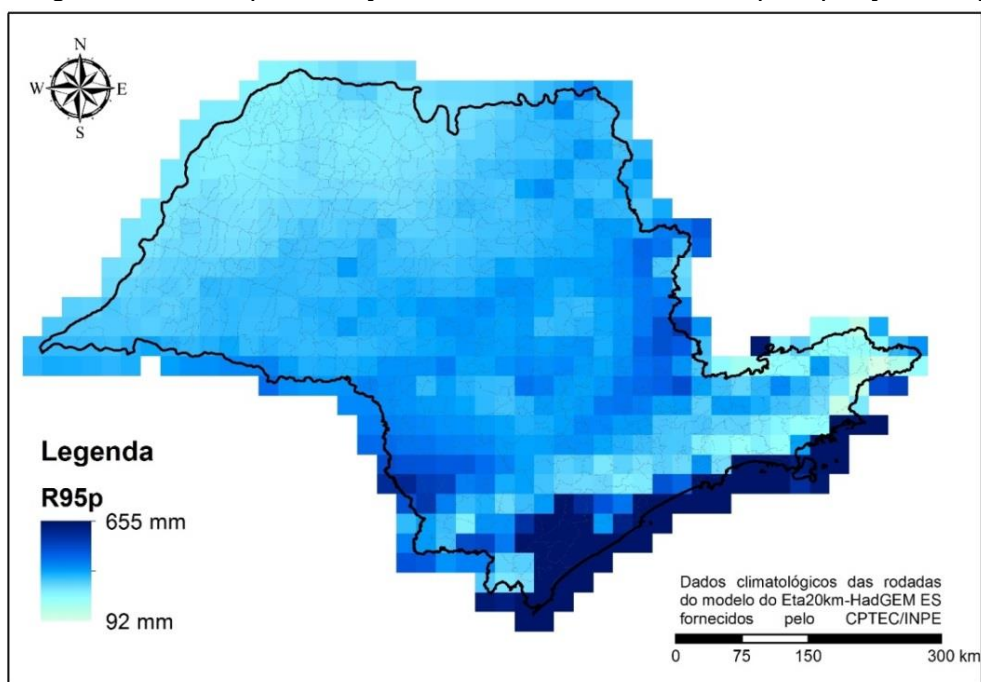 N
W E
S
Legenda
R95p
655 mm
92 mm
Dados climatológicos das rodadas
do modelo do Eta20km-HadGEM ES
fornecidos pelo CPTEC/INPE
0 75 150 300 km